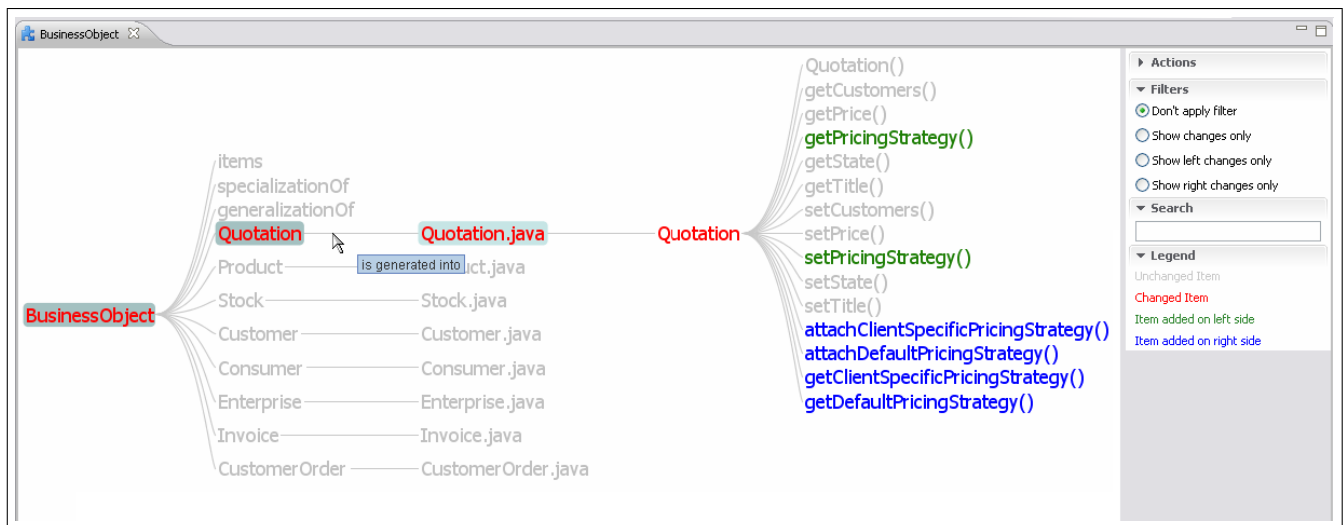 BusinessObject
items
specializationOf
generalizationOf
Quotation
Product
Stock
Customer
Consumer
Enterprise
Invoice
CustomerOrder
BusinessObject
is generated into
Quotation.java
uct.java
Stock.java
Customer.java
Consumer.java
Enterprise.java
Invoice.java
CustomerOrder.java
Quotation
Quotation()
getCustomers()
getPrice()
getPricingStrategy()
getState()
getTitle()
setCustomers()
setPrice()
setPricingStrategy()
setState()
setTitle()
attachClientSpecificPricingStrategy()
attachDefaultPricingStrategy()
getClientSpecificPricingStrategy()
getDefaultPricingStrategy()
Actions
Filters
Don't apply filter
Show changes only
Show left changes only
Show right changes only
Search
Legend
Unchanged Item
Changed Item
Item added on left side
Item added on right side